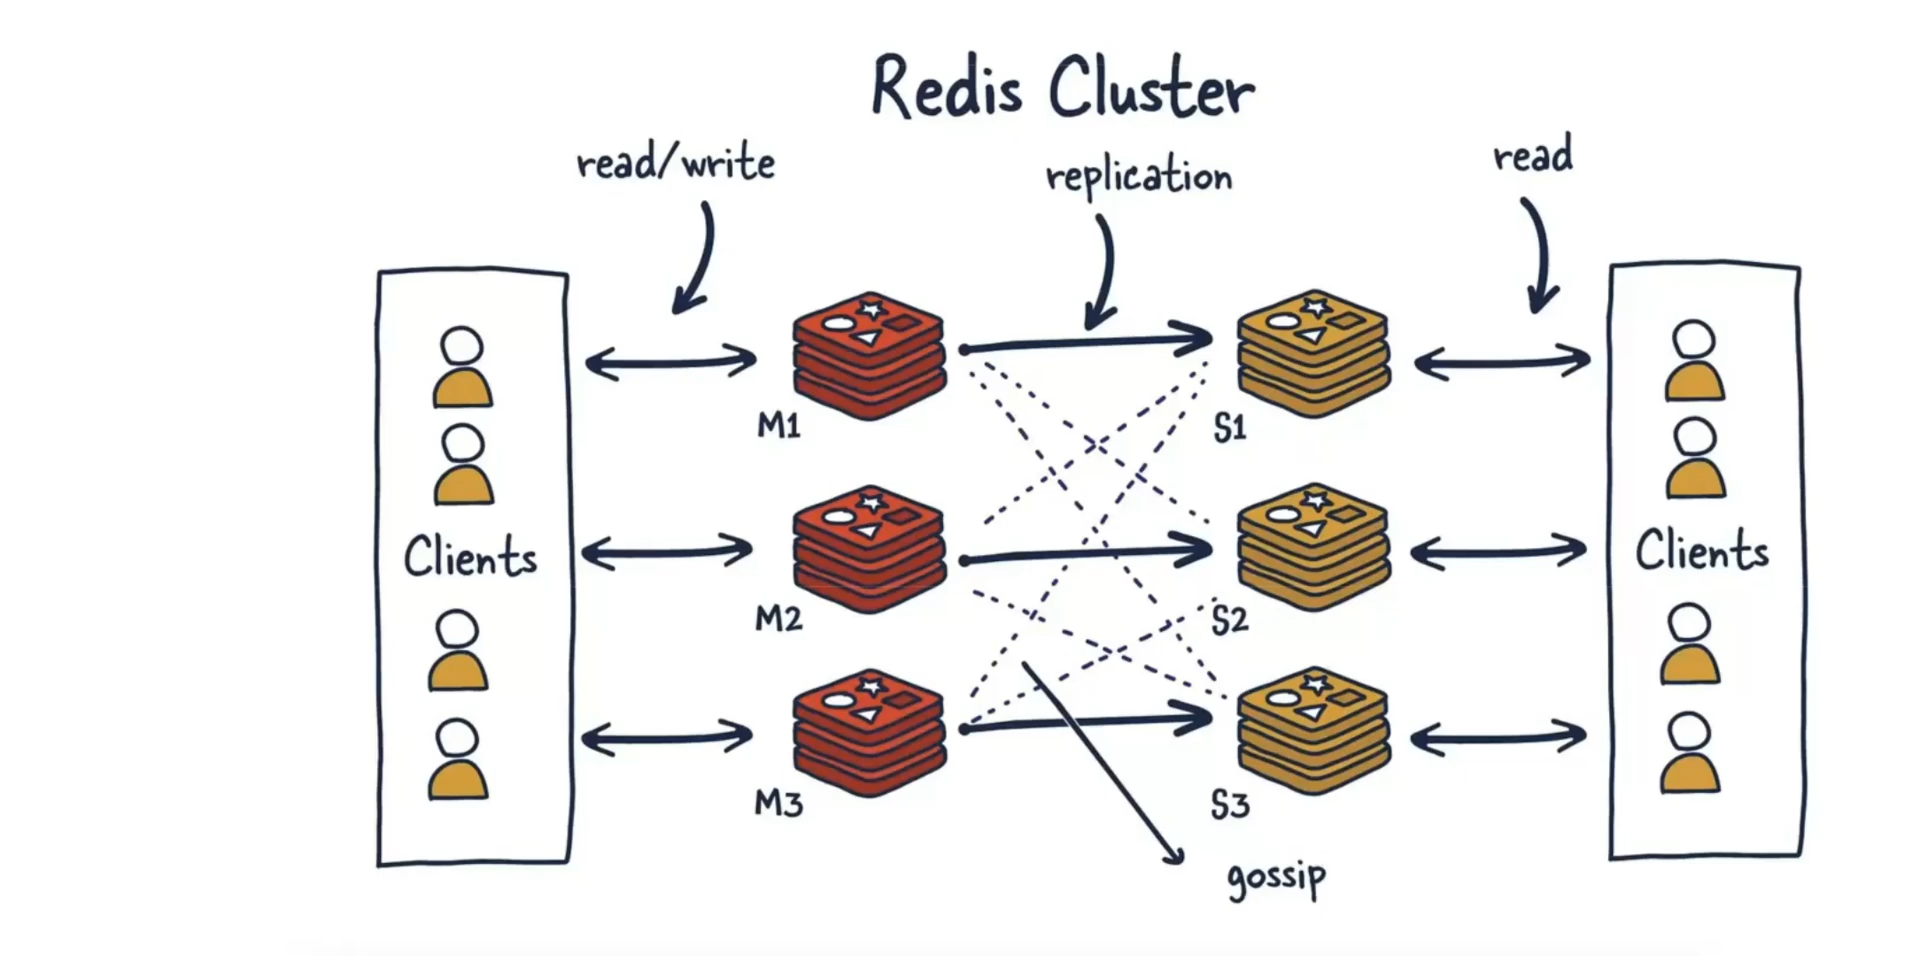 Redis Cluster
read/write
replication
read
M1
S1
Clients
Clients
M2
S2
M3
S3
gossip